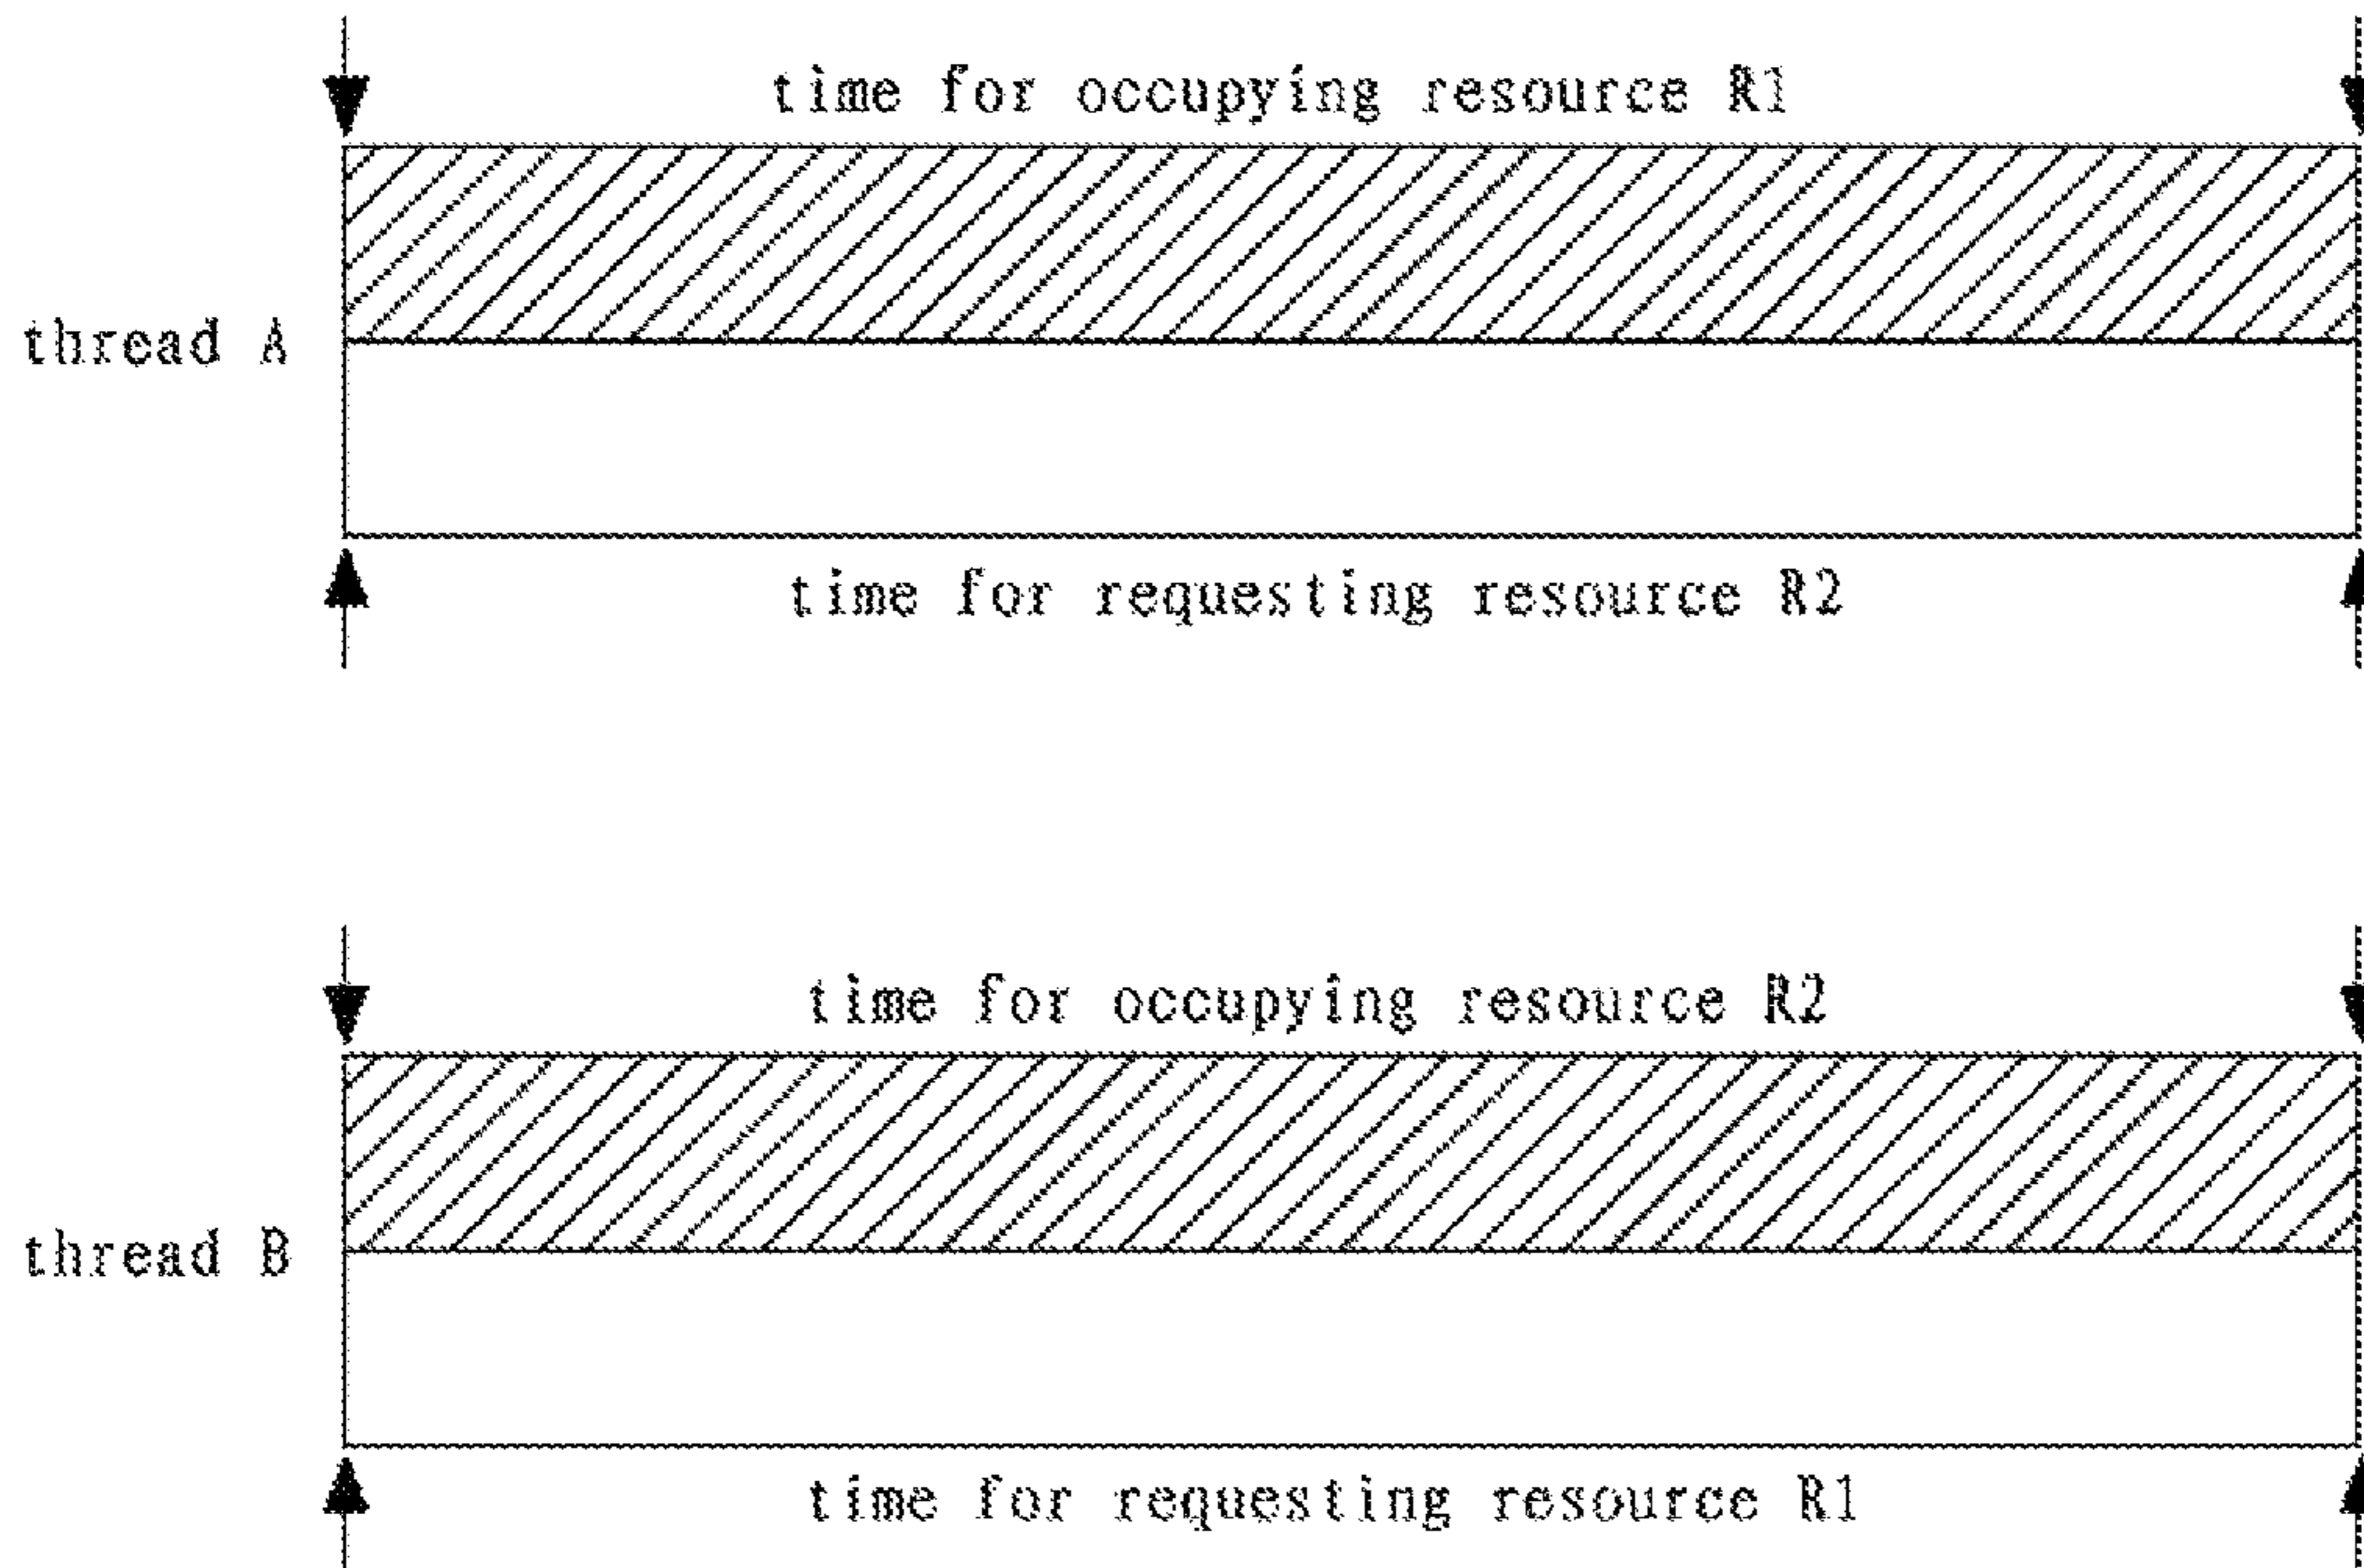 time for occupying resource R1
thread A
time for requesting resource R2
time for occupying resource R2
thread B
time for requesting resource R1